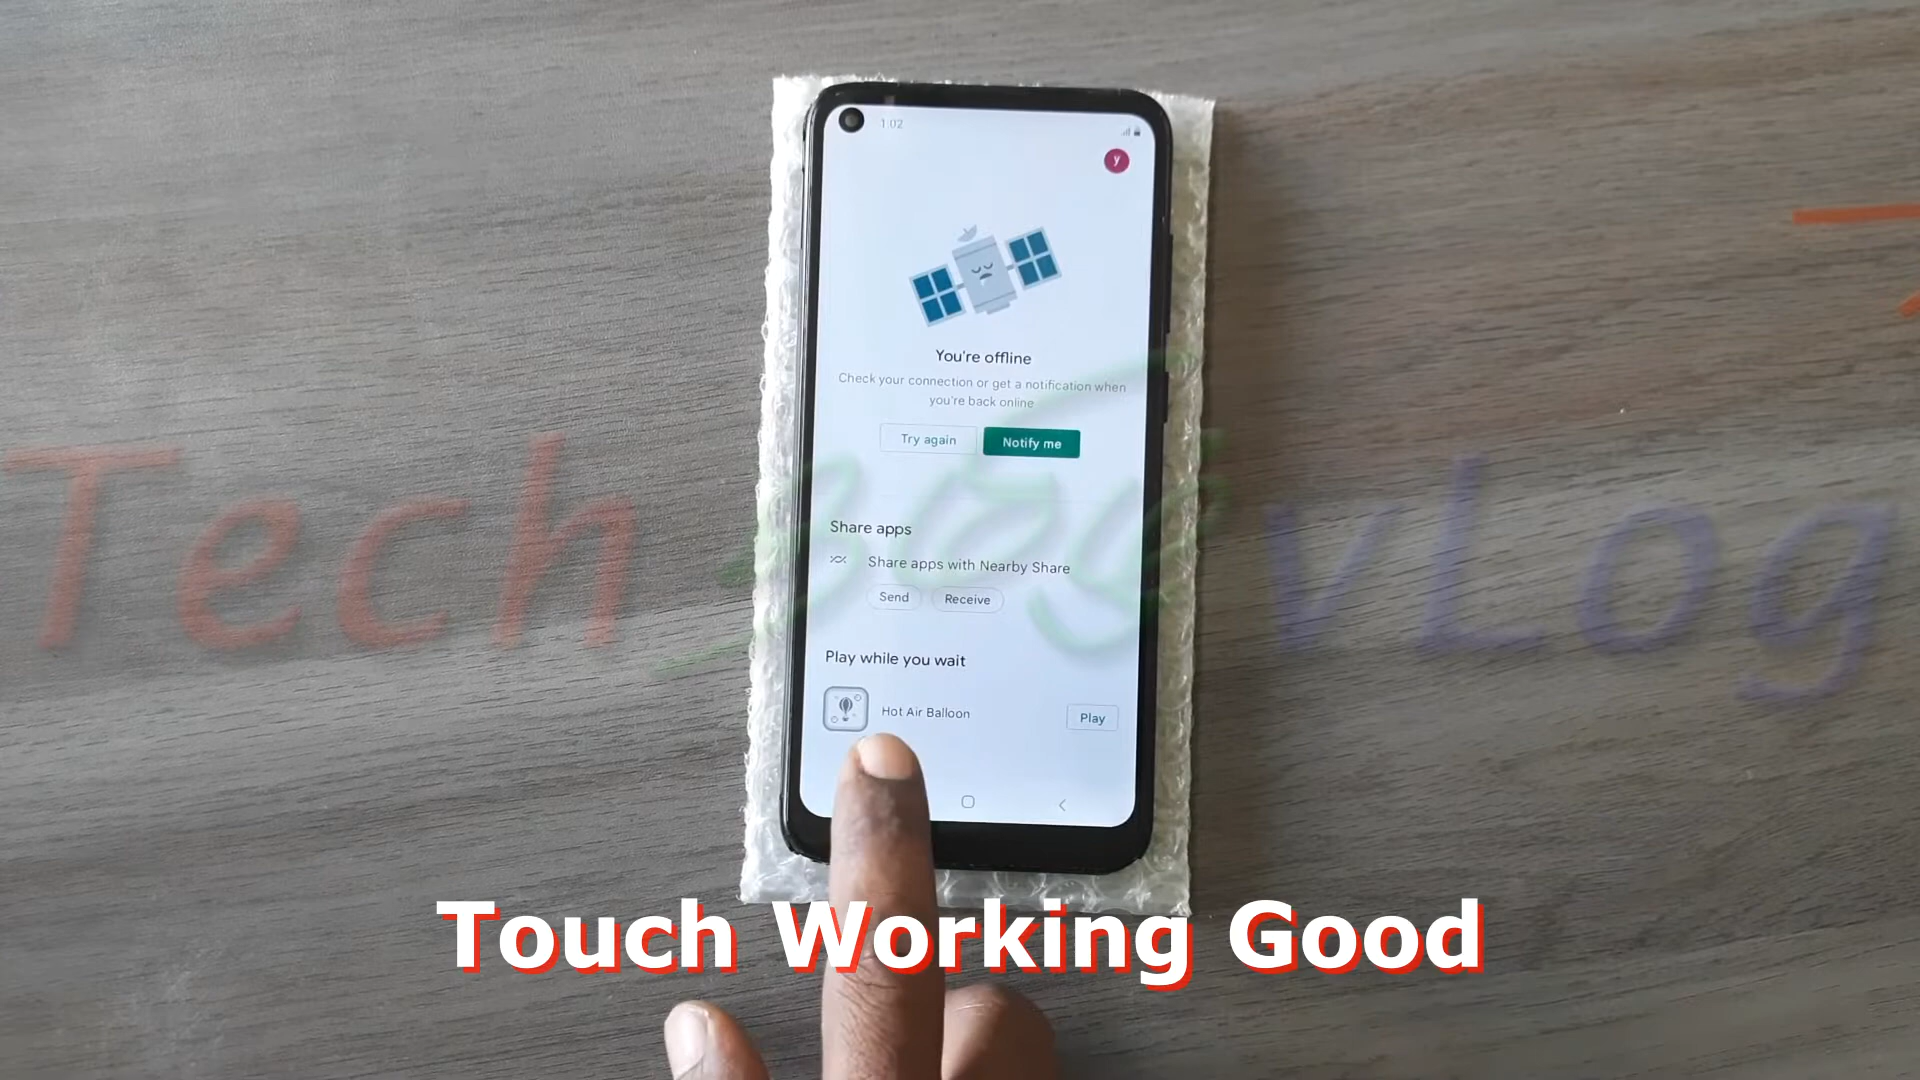 1:02
y
You're offline
Check your connection or get a notification when
you're back online
Try again
Notify me
Share apps
Share apps with Nearby Share
Send
Receive
Play while you wait
Hot Air Balloon
Play
Tech
vLog
Touch Working Good